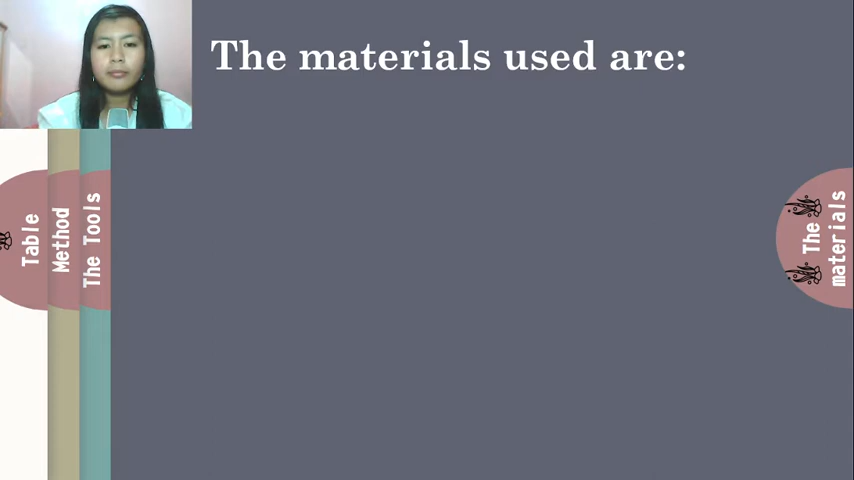 The materials used are:
Table
Method
The Tools
The
materials